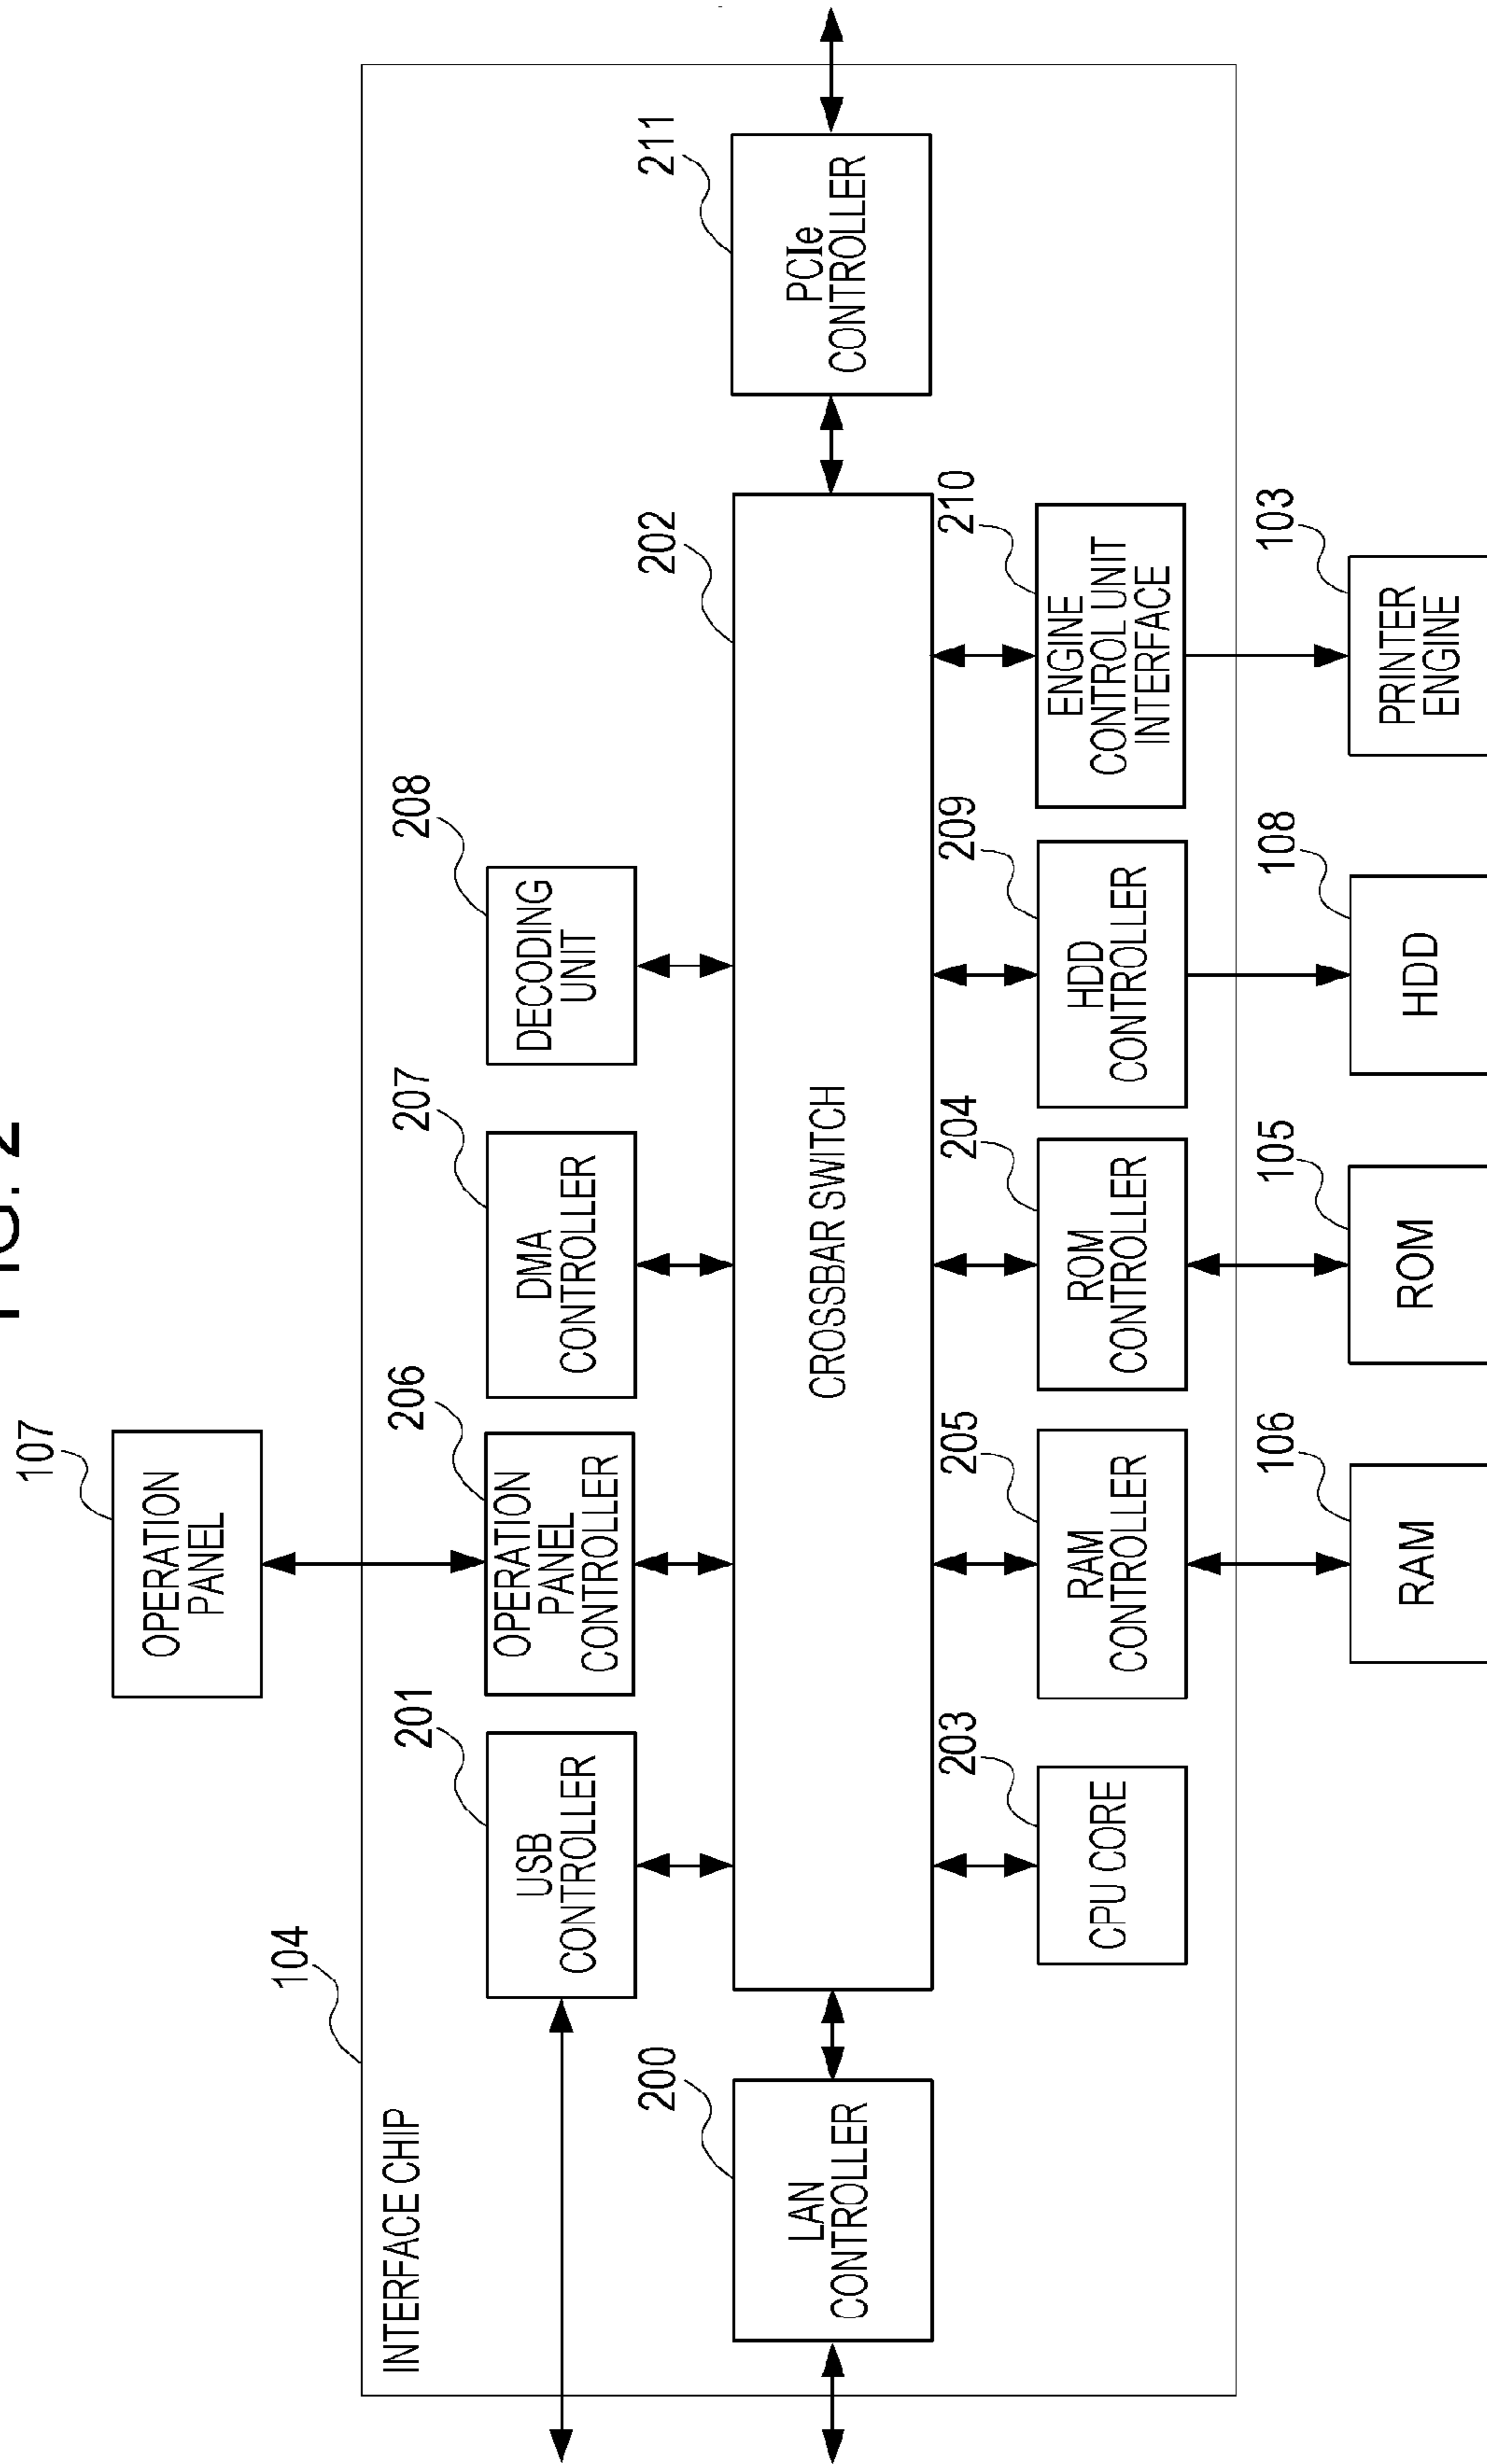 FIG. 2
107
OPERATION
PANEL
104
INTERFACE CHIP
201
USB
CONTROLLER
206
OPERATION
PANEL
CONTROLLER
207
DMA
CONTROLLER
208
DECODING
UNIT
200
LAN
CONTROLLER
202
CROSSBAR SWITCH
211
PCIe
CONTROLLER
203
CPU CORE
205
RAM
CONTROLLER
204
ROM
CONTROLLER
209
HDD
CONTROLLER
210
ENGINE
CONTROL UNIT
INTERFACE
106
RAM
105
ROM
108
HDD
103
PRINTER
ENGINE